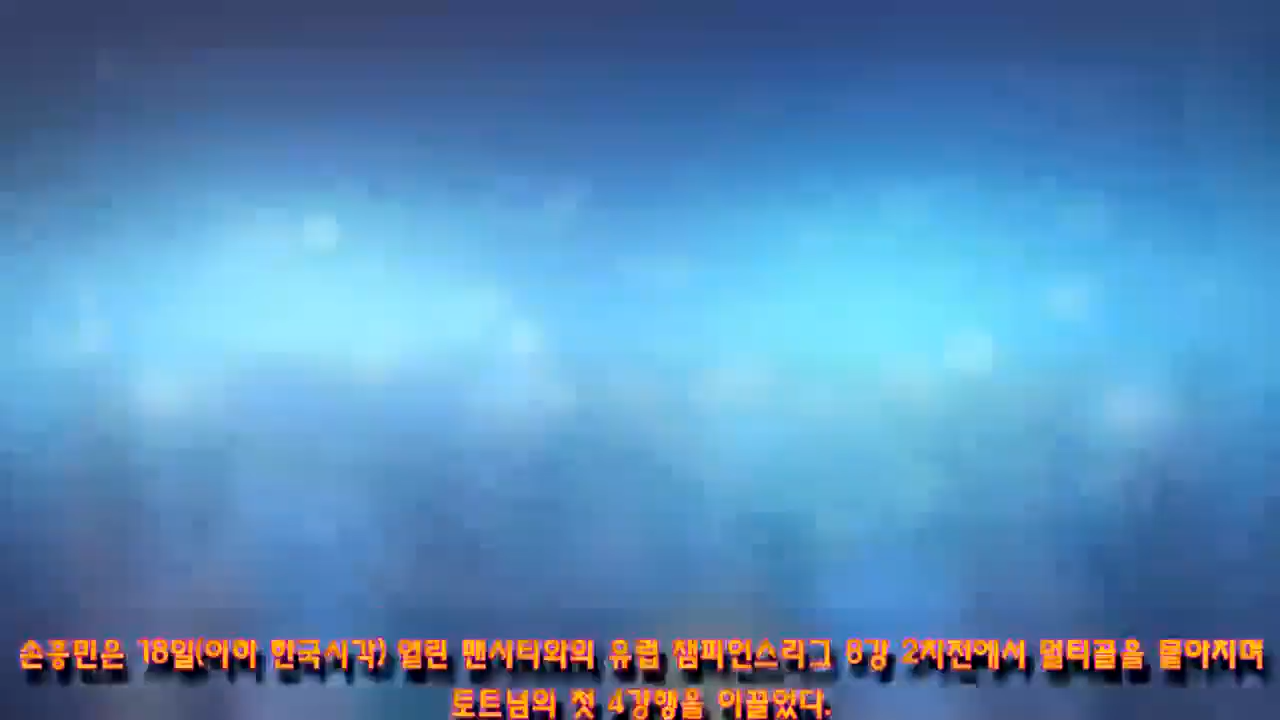 손흥민은 18일(이하 한국시각) 열린 맨시티와의 유럽 챔피언스리그 8강 2차전에서 멀티골을 몰아치며
토트넘의 첫 4강행을 이끌었다.